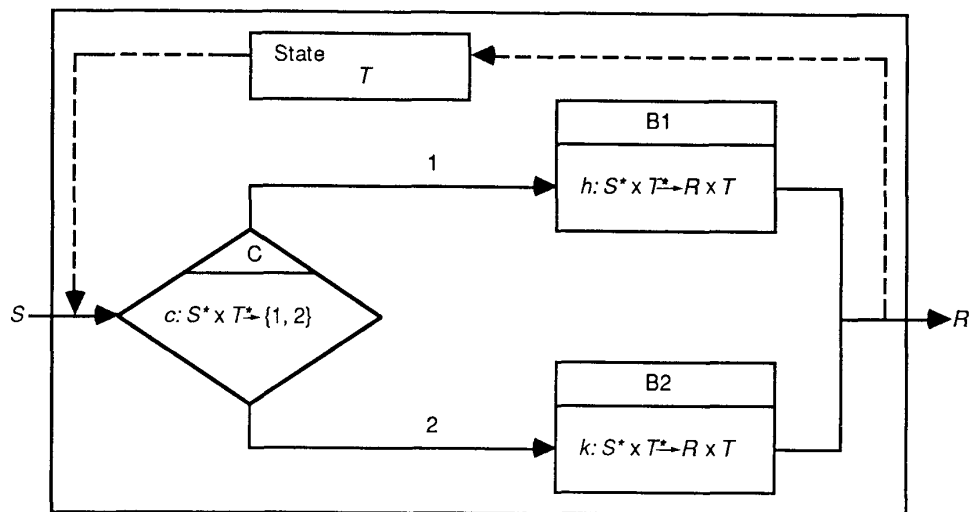 State
T
B1
1
h: S* x T* → R x T
C
S
c: S* x T* → {1, 2}
R
B2
2
k: S* x T* → R x T